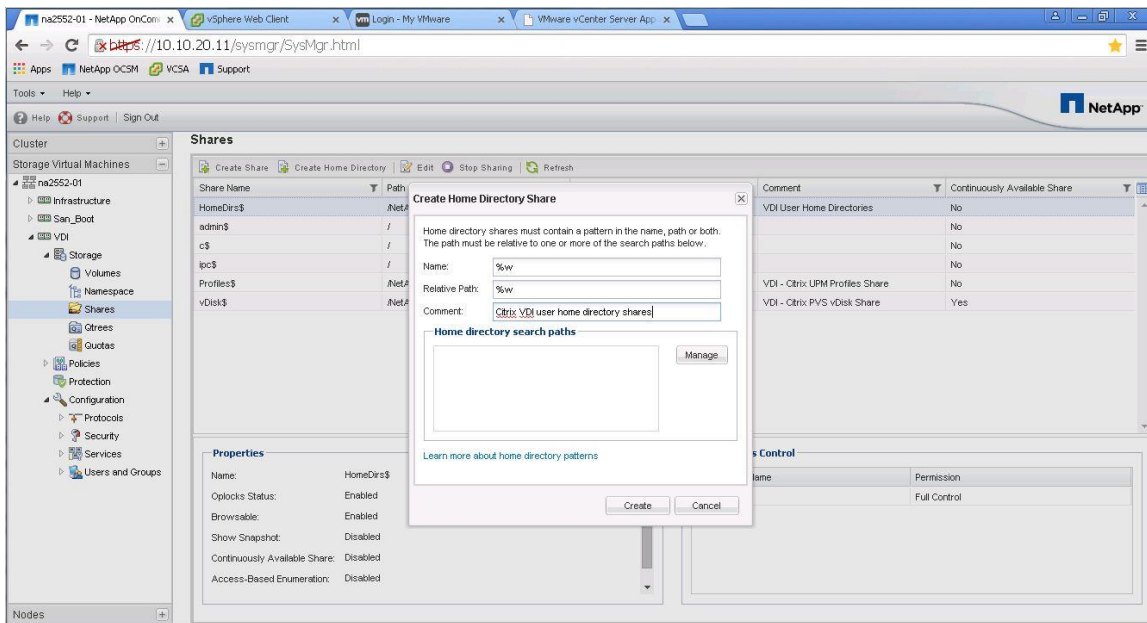 na2552-01 - NetApp OnCom
vSphere Web Client
vm Login - My VMware
VMware vCenter Server App
https://10.10.20.11/sysmgr/SysMgr.html
Apps NetApp OCSM VCSA Support
Tools Help
NetApp
Help Support | Sign Out
Cluster
Storage Virtual Machines
na2552-01
Infrastructure
San_Boot
VDI
Storage
Volumes
Namespace
Shares
Qtrees
Quotas
Policies
Protection
Configuration
Protocols
Security
Services
Users and Groups
Nodes
Shares
Create Share Create Home Directory | Edit Stop Sharing | Refresh
Share Name Path Comment Continuously Available Share
HomeDirs$ /NetA VDI User Home Directories No
admin$ / No
c$ / No
ipc$ / No
Profiles$ /NetA VDI - Citrix UPM Profiles Share No
vDisk$ /NetA VDI - Citrix PVS vDisk Share Yes
Create Home Directory Share
Home directory shares must contain a pattern in the name, path or both.
The path must be relative to one or more of the search paths below.
Name: %w
Relative Path: %w
Comment: Citrix VDI user home directory shares
Home directory search paths
Manage
Learn more about home directory patterns
Create Cancel
Properties
Name: HomeDirs$
Oplocks Status: Enabled
Browsable: Enabled
Show Snapshot: Disabled
Continuously Available Share: Disabled
Access-Based Enumeration: Disabled
s Control
lame Permission
Full Control